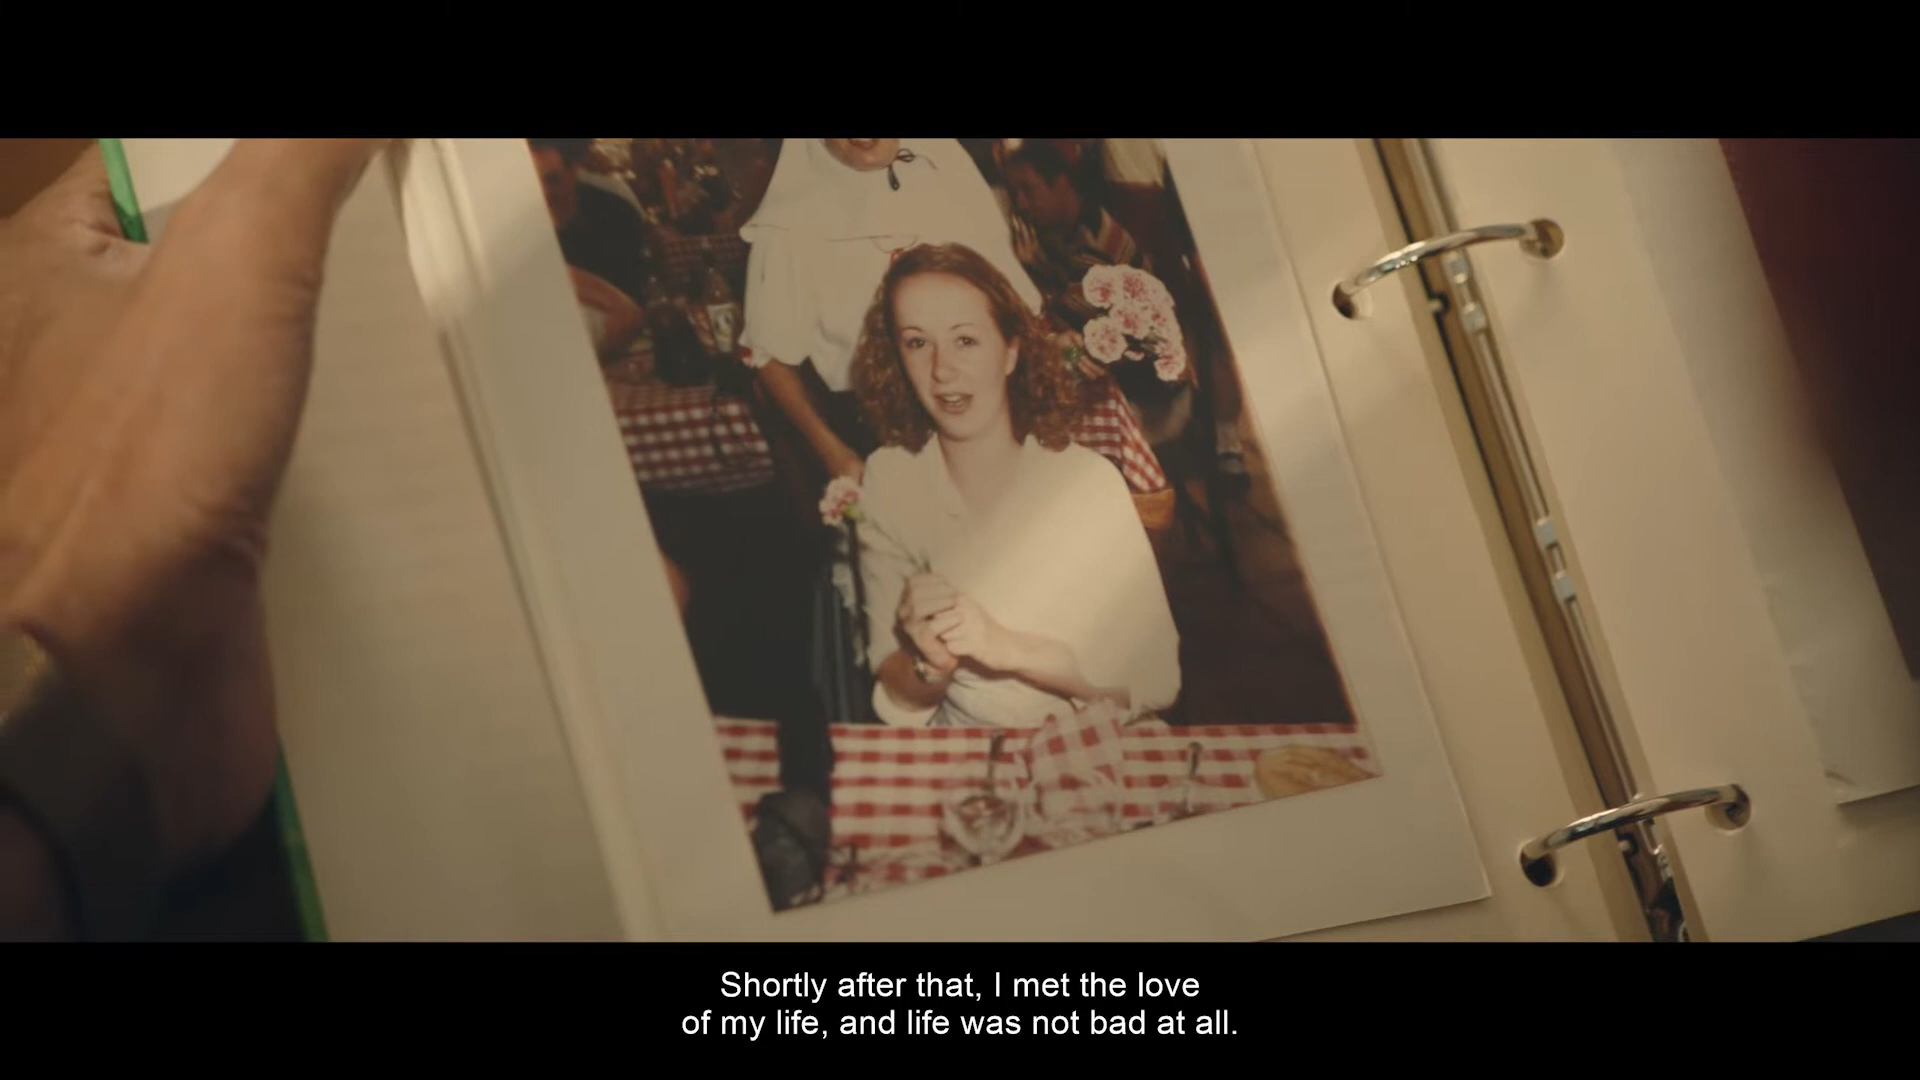 Shortly after that, I met the love
of my life, and life was not bad at all.